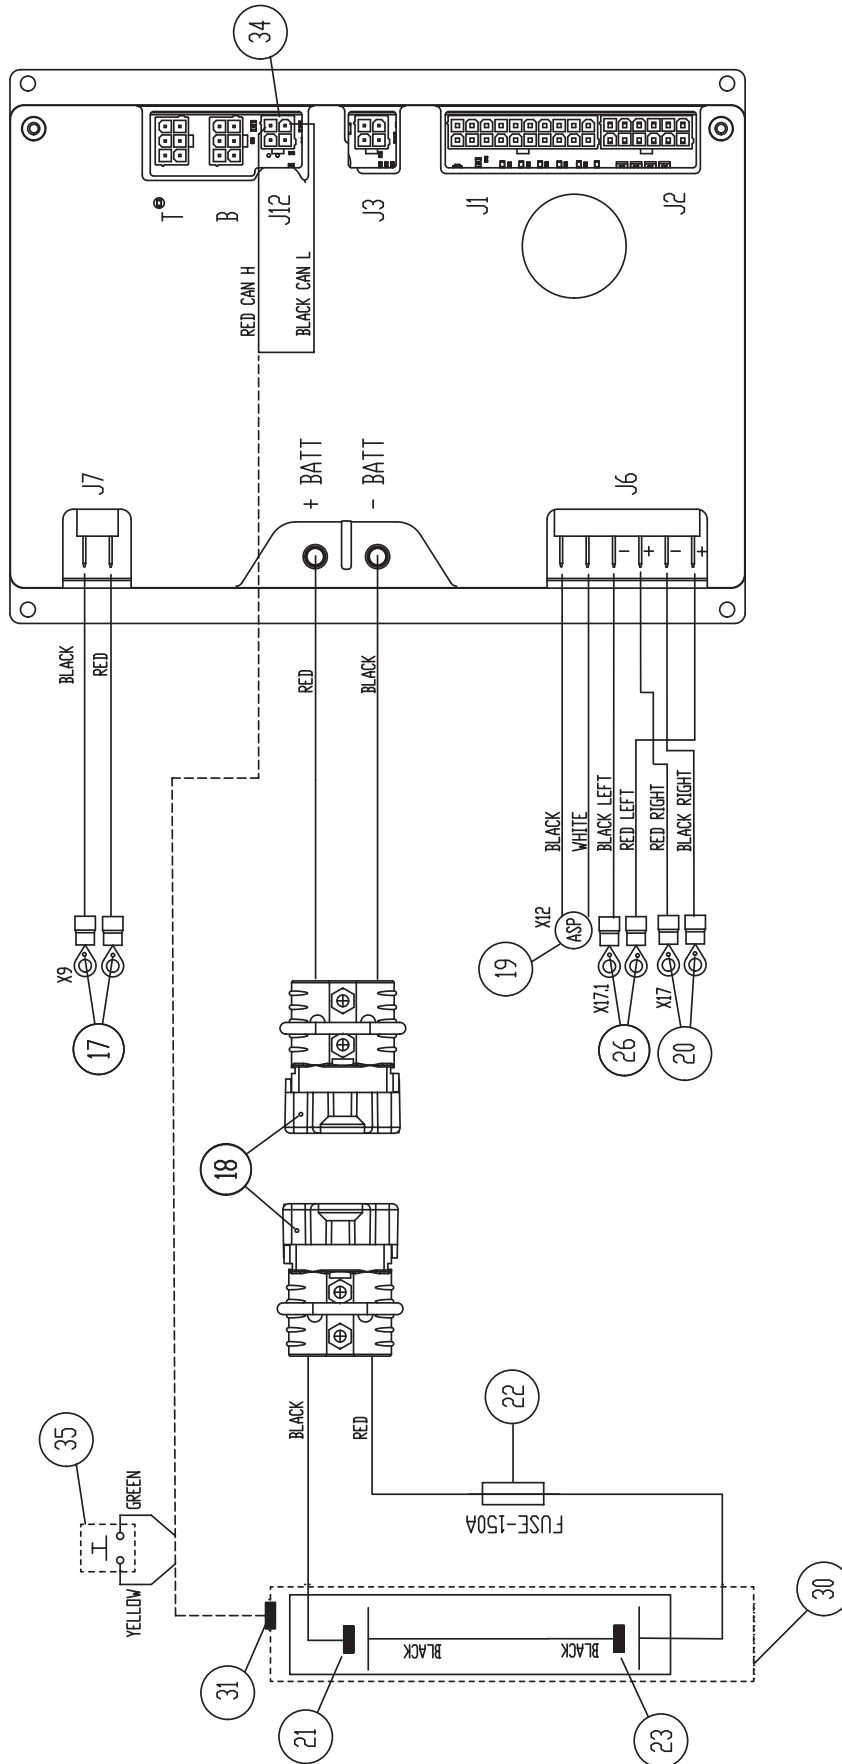 34
T
B
J12
J3
J1
J2
RED CAN H
BLACK CAN L
J7
+ BATT
- BATT
J6
-
+
-
+
BLACK
RED
RED
BLACK
BLACK
WHITE
BLACK LEFT
RED LEFT
RED RIGHT
BLACK RIGHT
X9
X12
ASP
X17.1
X17
17
19
26
20
18
BLACK
RED
22
FUSE-150A
35
GREEN
YELLOW
31
21
BLACK
BLACK
23
30